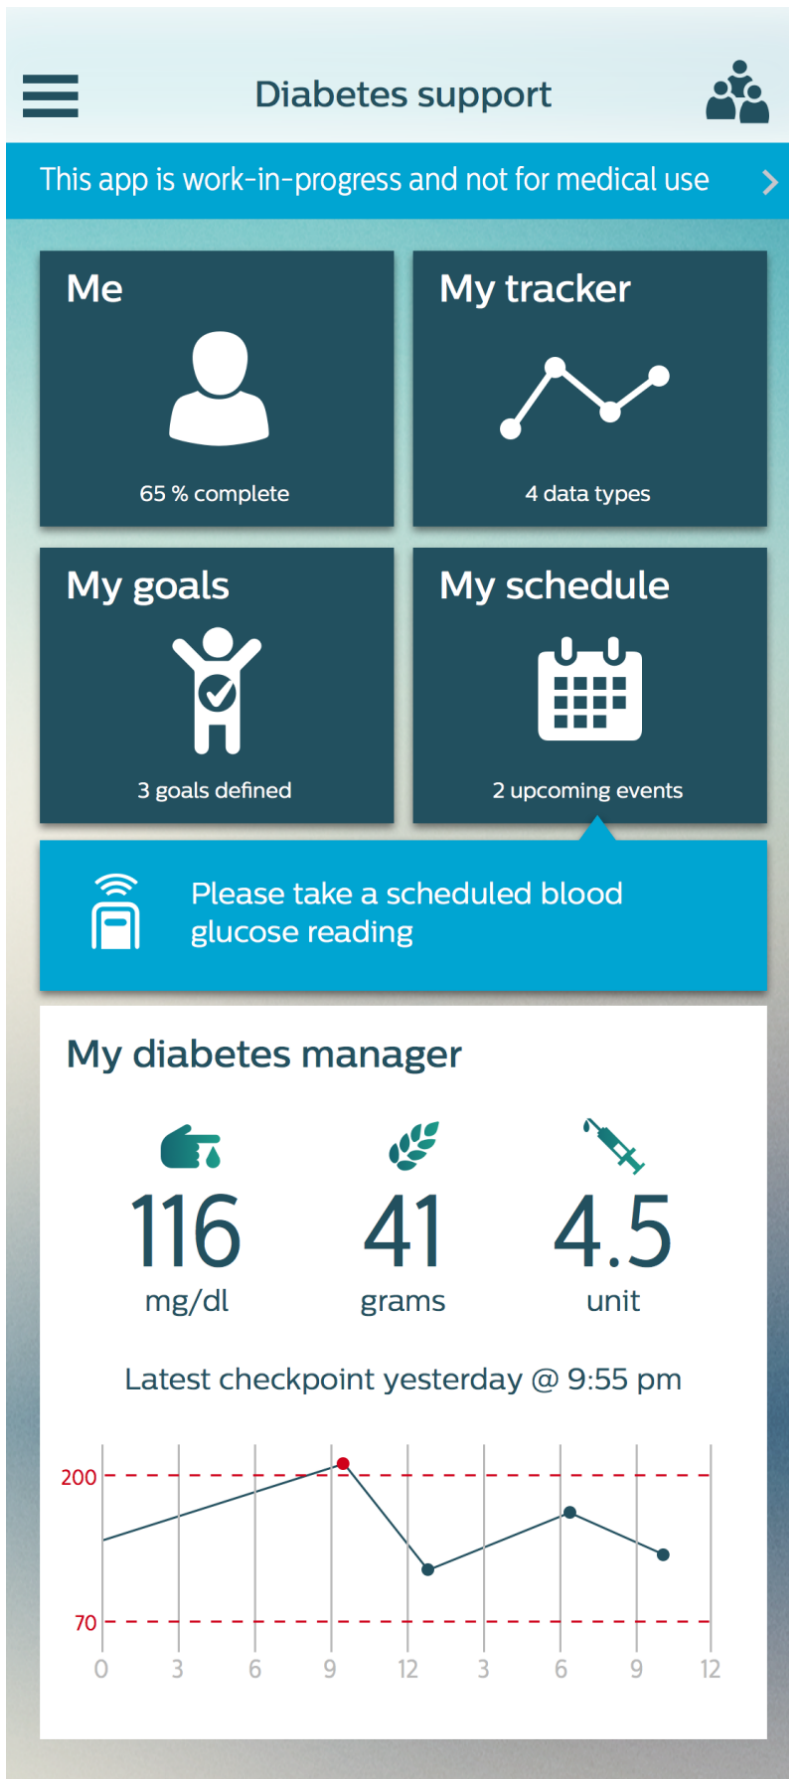 Diabetes support
This app is work-in-progress and not for medical use
Me
65 % complete
My tracker
4 data types
My goals
3 goals defined
My schedule
2 upcoming events
Please take a scheduled blood
glucose reading
My diabetes manager
116
mg/dl
41
grams
4.5
unit
Latest checkpoint yesterday @ 9:55 pm
200
70
0 3 6 9 12 3 6 9 12